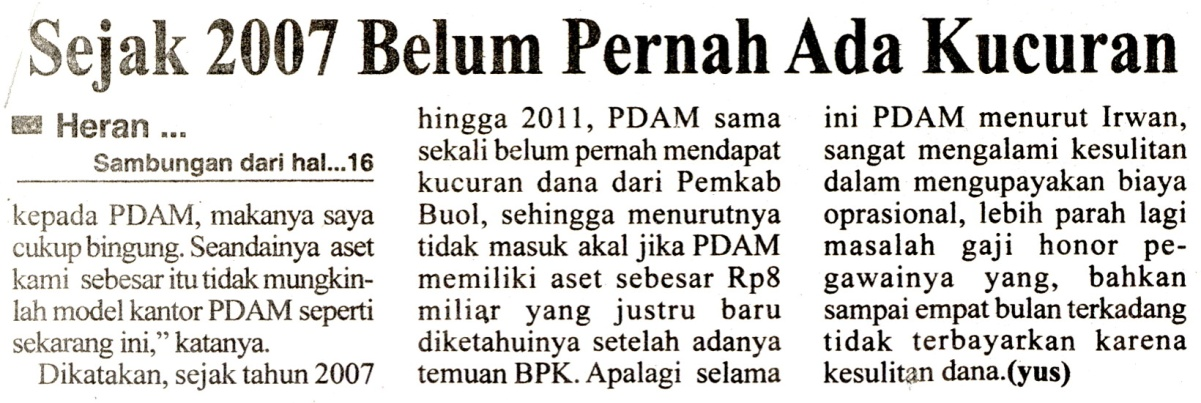 Sejak 2007 Belum Pernah Ada Kucuran
Heran ...
Sambungan dari hal...16
kepada PDAM, makanya saya
cukup bingung. Seandainya aset
kami sebesar itu tidak mungkin-
lah model kantor PDAM seperti
sekarang ini,” katanya.
Dikatakan, sejak tahun 2007
hingga 2011, PDAM sama
sekali belum pernah mendapat
kucuran dana dari Pemkab
Buol, sehingga menurutnya
tidak masuk akal jika PDAM
memiliki aset sebesar Rp8
miliar yang justru baru
diketahuinya setelah adanya
temuan BPK. Apalagi selama
ini PDAM menurut Irwan,
sangat mengalami kesulitan
dalam mengupayakan biaya
oprasional, lebih parah lagi
masalah gaji honor pe-
gawainya yang, bahkan
sampai empat bulan terkadang
tidak terbayarkan karena
kesulitan dana.(yus)